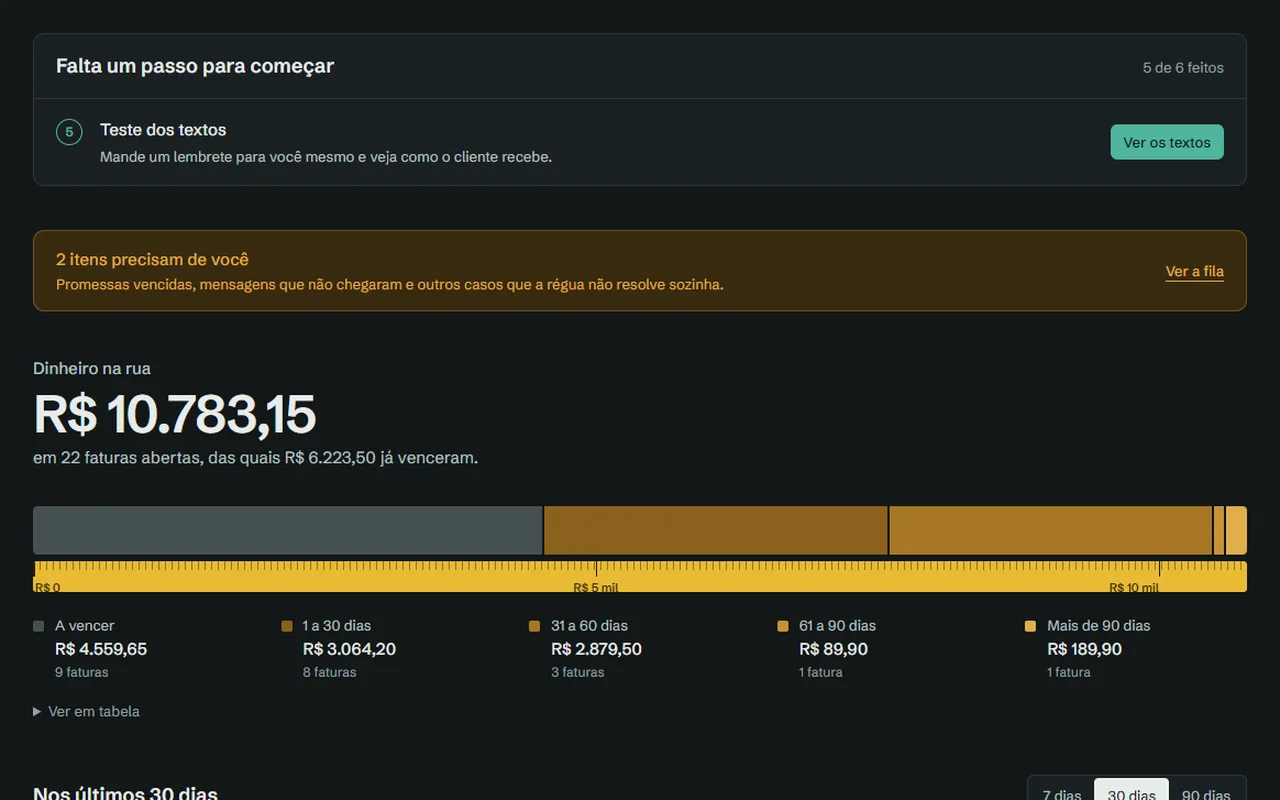 Falta um passo para começar
5 de 6 feitos
5
Teste dos textos
Mande um lembrete para você mesmo e veja como o cliente recebe.
Ver os textos
2 itens precisam de você
Promessas vencidas, mensagens que não chegaram e outros casos que a régua não resolve sozinha.
Ver a fila
Dinheiro na rua
R$ 10.783,15
em 22 faturas abertas, das quais R$ 6.223,50 já venceram.
R$ 0
R$ 5 mil
R$ 10 mil
A vencer
R$ 4.559,65
9 faturas
1 a 30 dias
R$ 3.064,20
8 faturas
31 a 60 dias
R$ 2.879,50
3 faturas
61 a 90 dias
R$ 89,90
1 fatura
Mais de 90 dias
R$ 189,90
1 fatura
Ver em tabela
Nos últimos 30 dias
7 dias
30 dias
90 dias